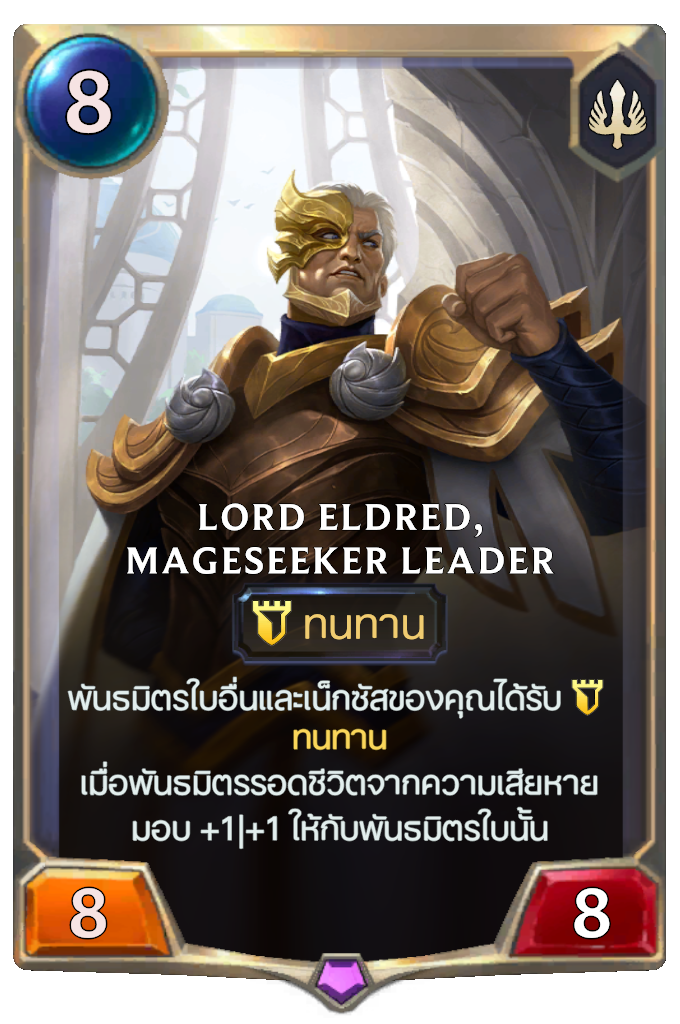 8
LORD ELDRED,
MAGESEEKER LEADER
ทนทาน
พันธมิตรใบอื่นและเน็กซัสของคุณได้รับ
ทนทาน
เมื่อพันธมิตรรอดชีวิตจากความเสียหาย
มอบ +1|+1 ให้กับพันธมิตรใบนั้น
8 8